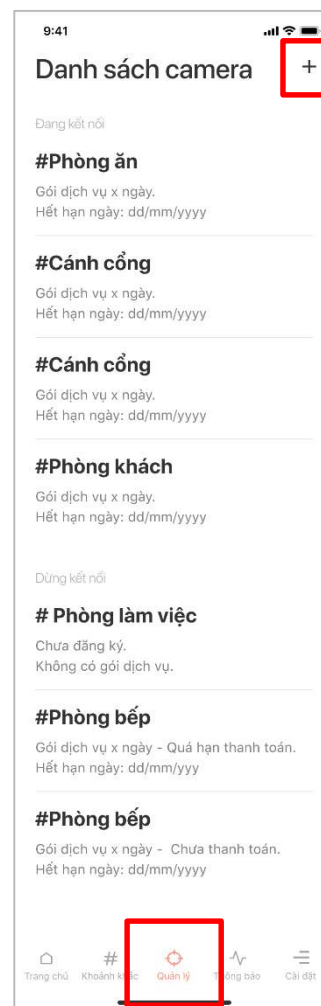 9:41
Danh sách camera +
Đang kết nối
#Phòng ăn
Gói dịch vụ x ngày.
Hết hạn ngày: dd/mm/yyyy
#Cánh cổng
Gói dịch vụ x ngày.
Hết hạn ngày: dd/mm/yyyy
#Cánh cổng
Gói dịch vụ x ngày.
Hết hạn ngày: dd/mm/yyyy
#Phòng khách
Gói dịch vụ x ngày.
Hết hạn ngày: dd/mm/yyyy
Dừng kết nối
# Phòng làm việc
Chưa đăng ký.
Không có gói dịch vụ.
#Phòng bếp
Gói dịch vụ x ngày - Quá hạn thanh toán.
Hết hạn ngày: dd/mm/yyy
#Phòng bếp
Gói dịch vụ x ngày - Chưa thanh toán.
Hết hạn ngày: dd/mm/yyyy
Trang chủ Khoảnh khắc Quản lý Thông báo Cài đặt